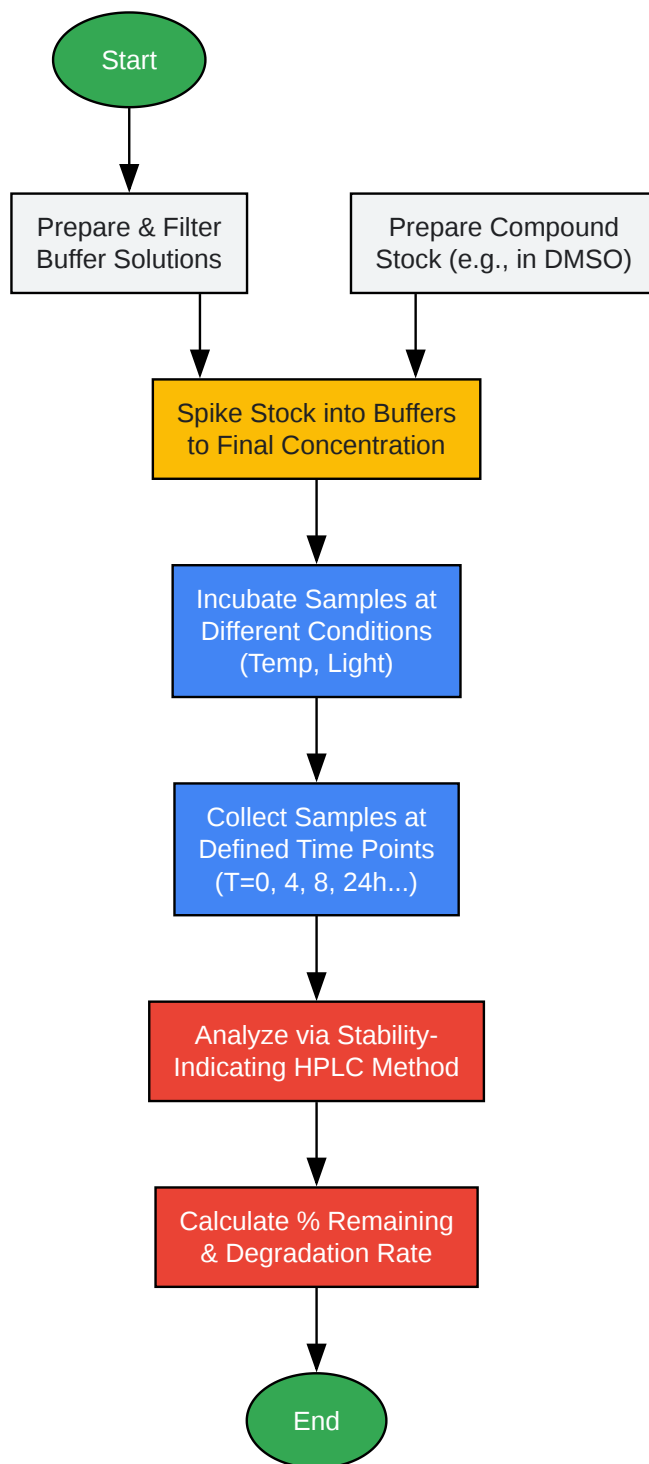 Start
Prepare & Filter
Buffer Solutions
Prepare Compound
Stock (e.g., in DMSO)
Spike Stock into Buffers
to Final Concentration
Incubate Samples at
Different Conditions
(Temp, Light)
Collect Samples at
Defined Time Points
(T=0, 4, 8, 24h...)
Analyze via Stability-
Indicating HPLC Method
Calculate % Remaining
& Degradation Rate
End